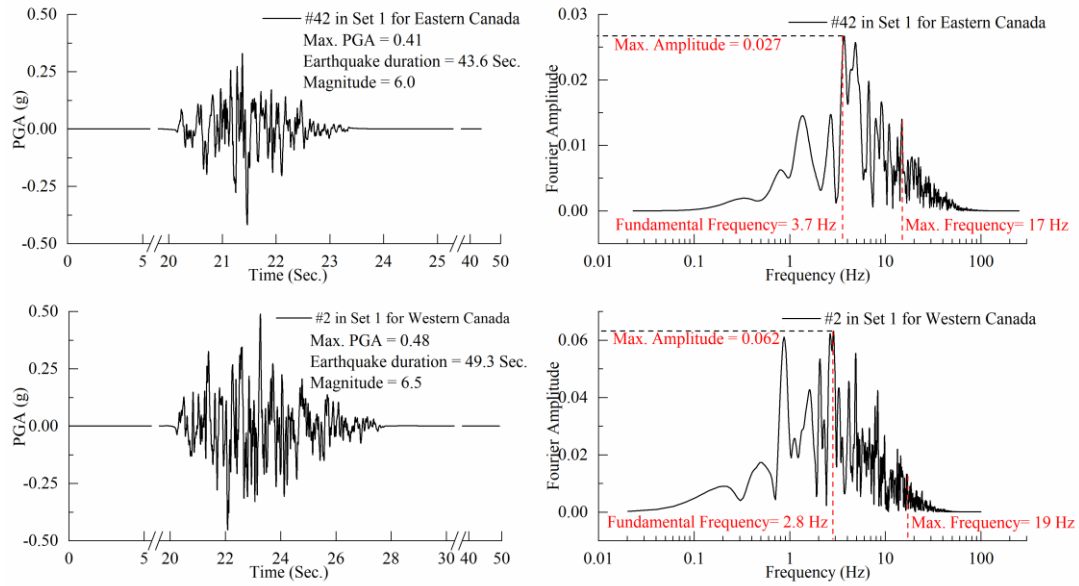 #42 in Set 1 for Eastern Canada
Max. PGA = 0.41
Earthquake duration = 43.6 Sec.
Magnitude = 6.0
PGA (g)
0.50
0.25
0.00
-0.25
-0.50
0 5 20 21 22 23 24 25 40 50
Time (Sec.)
#42 in Set 1 for Eastern Canada
Max. Amplitude = 0.027
Fourier Amplitude
0.03
0.02
0.01
0.00
Fundamental Frequency= 3.7 Hz
Max. Frequency= 17 Hz
0.01 0.1 1 10 100
Frequency (Hz)
#2 in Set 1 for Western Canada
Max. PGA = 0.48
Earthquake duration = 49.3 Sec.
Magnitude = 6.5
PGA (g)
0.50
0.25
0.00
-0.25
-0.50
0 5 20 22 24 26 28 30 40 50
Time (Sec.)
#2 in Set 1 for Western Canada
Max. Amplitude = 0.062
Fourier Amplitude
0.06
0.04
0.02
0.00
Fundamental Frequency= 2.8 Hz
Max. Frequency= 19 Hz
0.01 0.1 1 10 100
Frequency (Hz)